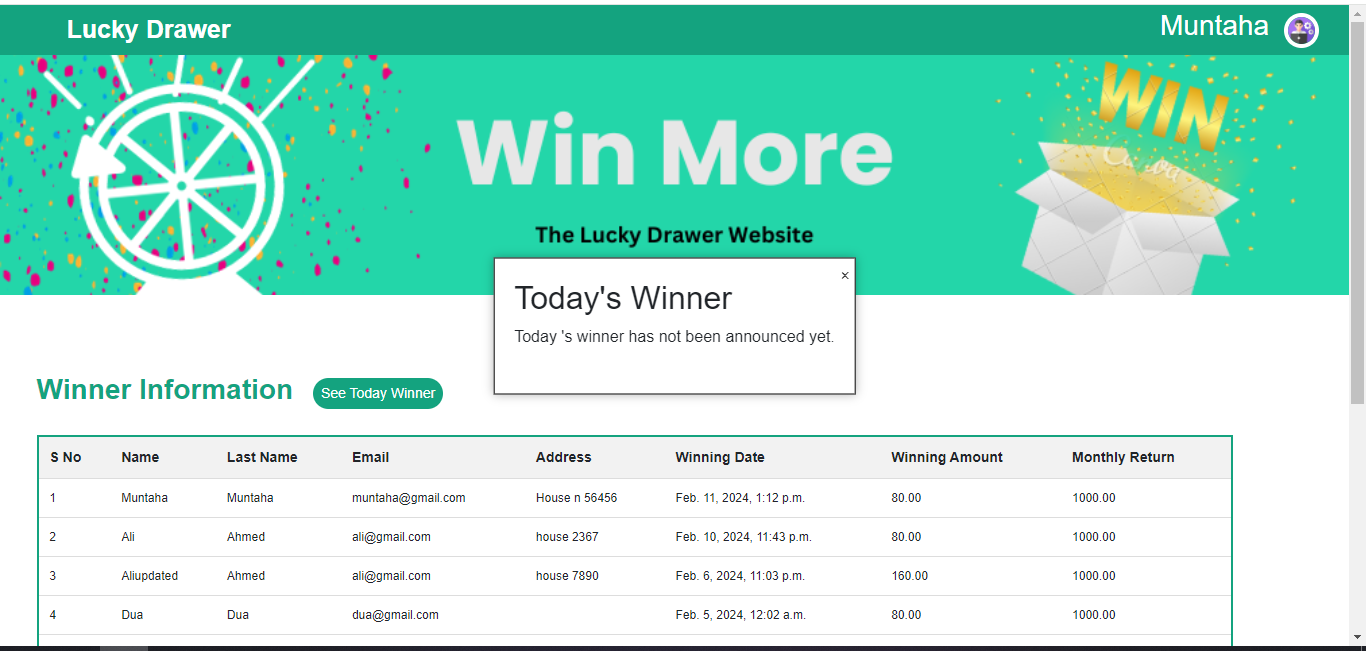 Lucky Drawer
Muntaha
Win More
WIN
Canva
The Lucky Drawer Website
×
Today's Winner
Today 's winner has not been announced yet.
Winner Information
See Today Winner
S No Name Last Name Email Address Winning Date Winning Amount Monthly Return
1 Muntaha Muntaha muntaha@gmail.com House n 56456 Feb. 11, 2024, 1:12 p.m. 80.00 1000.00
2 Ali Ahmed ali@gmail.com house 2367 Feb. 10, 2024, 11:43 p.m. 80.00 1000.00
3 Aliupdated Ahmed ali@gmail.com house 7890 Feb. 6, 2024, 11:03 p.m. 160.00 1000.00
4 Dua Dua dua@gmail.com Feb. 5, 2024, 12:02 a.m. 80.00 1000.00